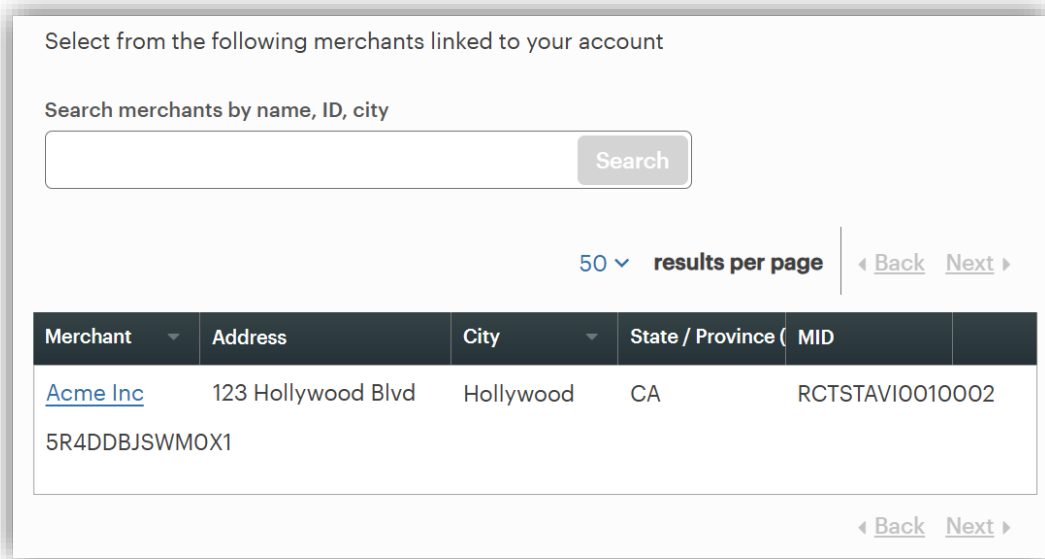 Select from the following merchants linked to your account
Search merchants by name, ID, city
Search
50 results per page Back Next
Merchant Address City State / Province ( MID
Acme Inc 123 Hollywood Blvd Hollywood CA RCTSTAVI0010002
5R4DDBJSWM0X1
Back Next